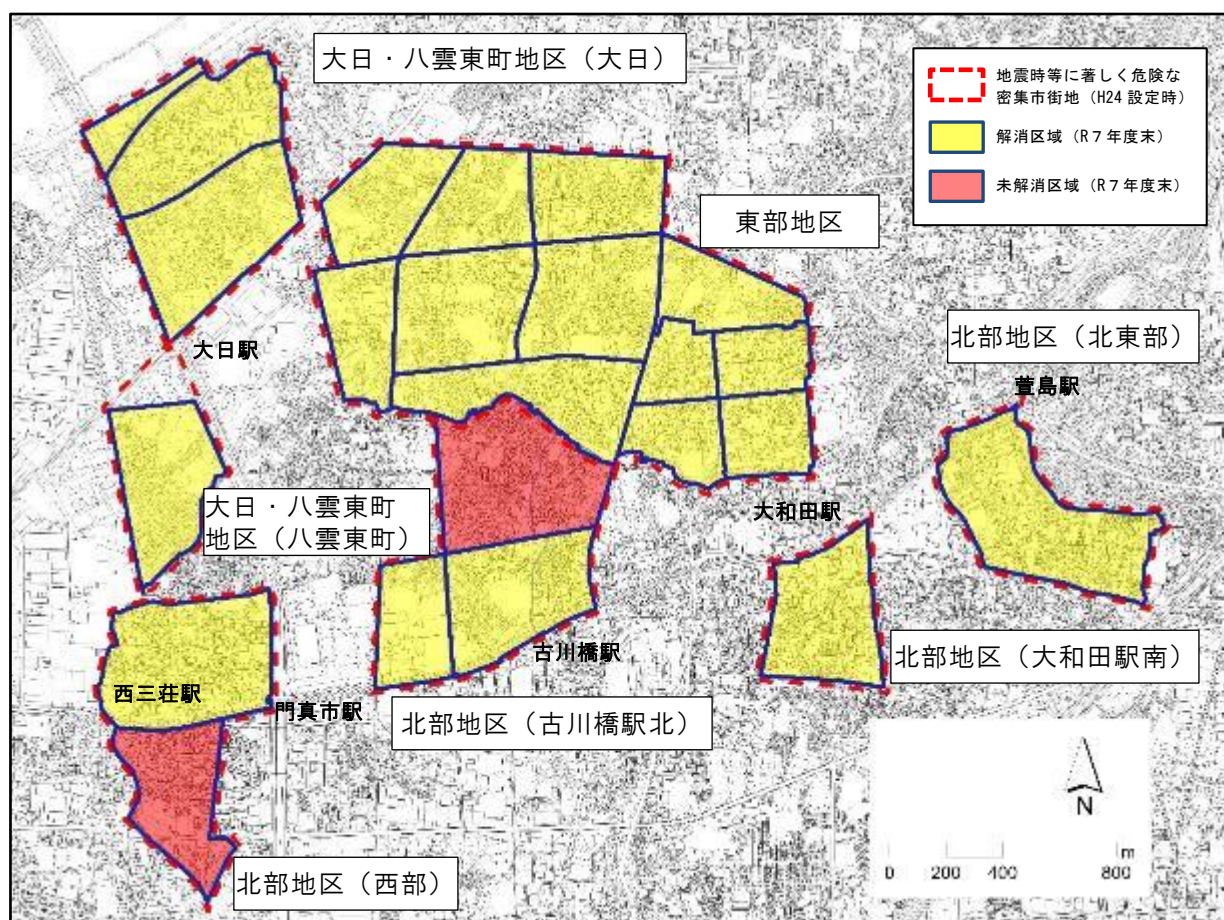 大日・八雲東町地区（大日）
地震時等に著しく危険な
密集市街地（H24設定時）
解消区域（R７年度末）
未解消区域（R７年度末）
東部地区
大日駅
北部地区（北東部）
萱島駅
大日・八雲東町
地区（八雲東町）
大和田駅
古川橋駅
北部地区（大和田駅南）
西三荘駅
門真市駅
北部地区（古川橋駅北）
北部地区（西部）
N
m
0 200 400 800